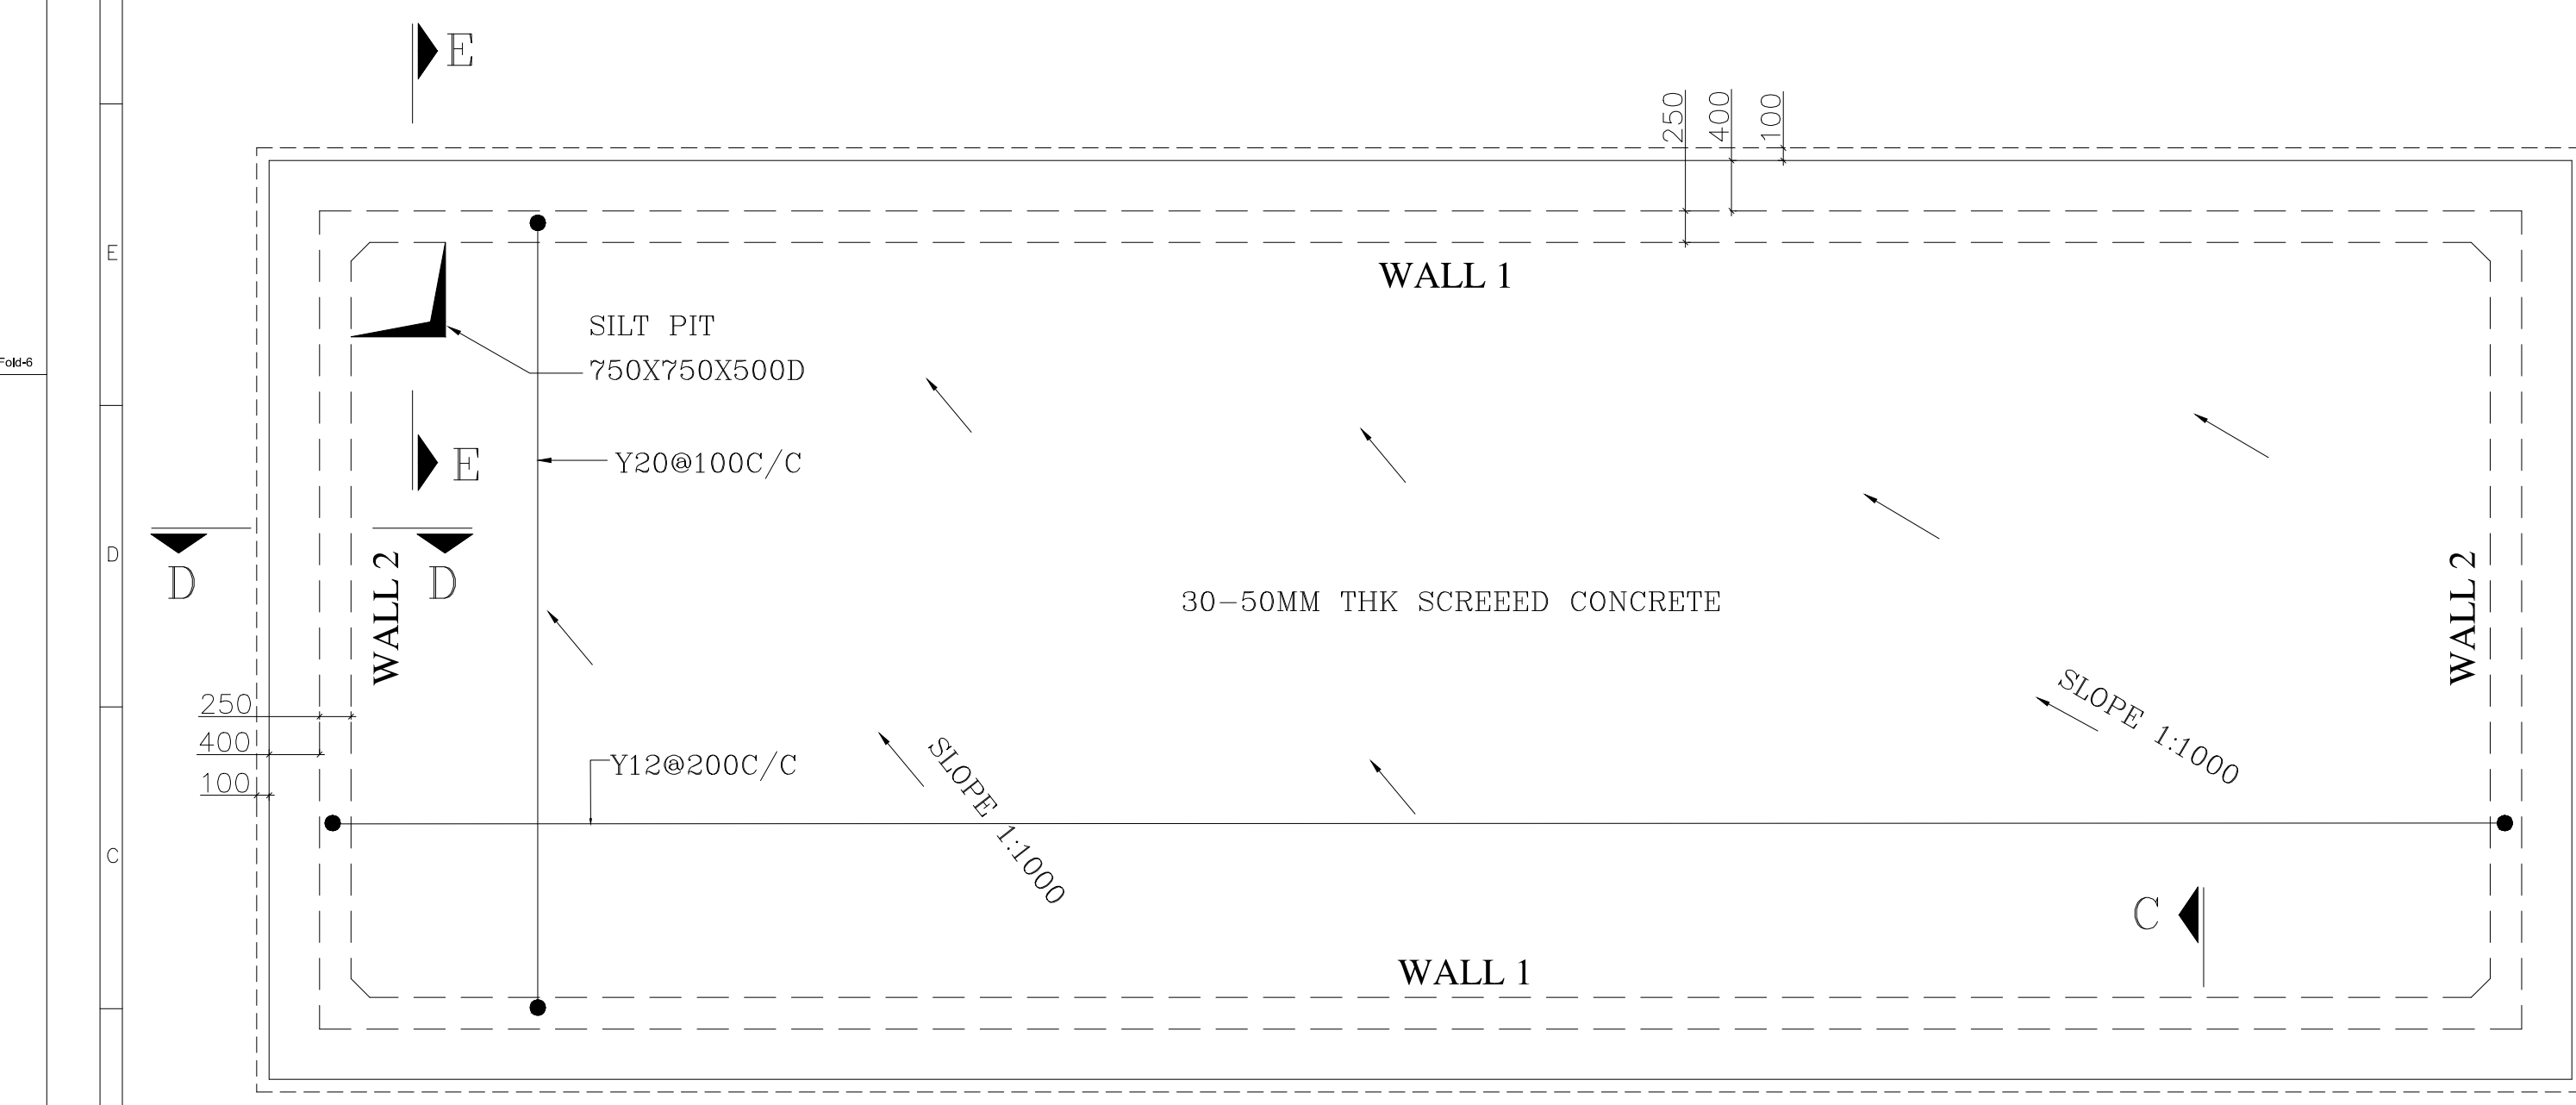 E
250
400
100
E
WALL 1
SILT PIT
750X750X500D
Fold-6
Y20@100C/C
E
D
D
D
WALL 2
WALL 2
30-50MM THK SCREEED CONCRETE
250
400
100
SLOPE 1:1000
SLOPE 1:1000
Y12@200C/C
C
C
WALL 1